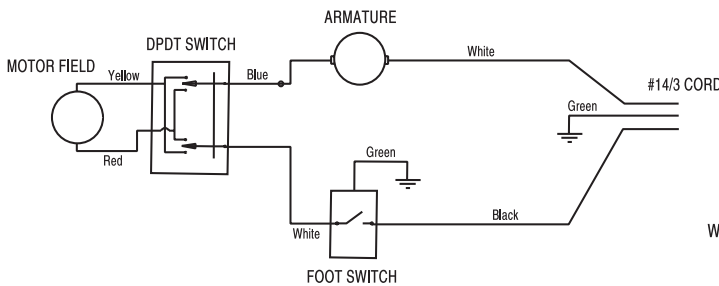 ARMATURE
DPDT SWITCH
MOTOR FIELD
Yellow
Blue
White
#14/3 CORD
Green
Red
Green
White
Black
W
FOOT SWITCH